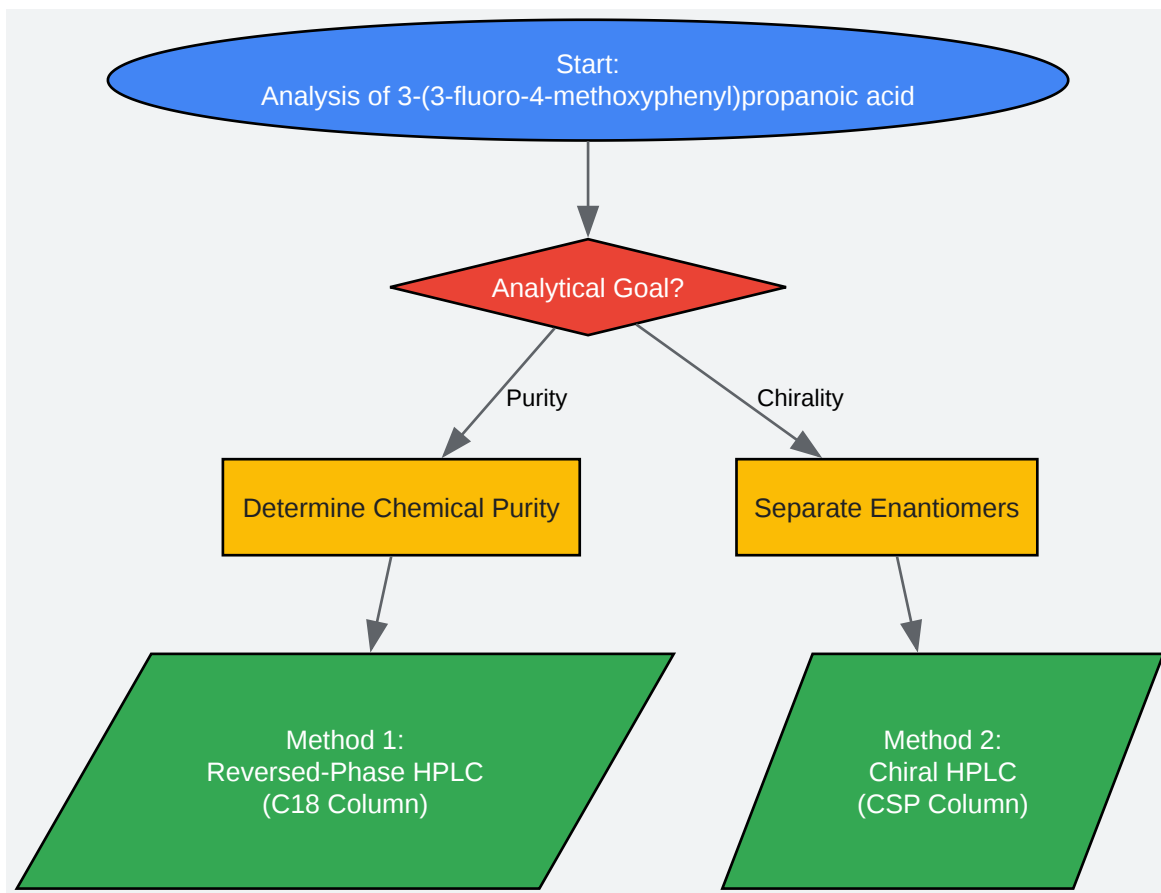 Start:
Analysis of 3-(3-fluoro-4-methoxyphenyl)propanoic acid
Analytical Goal?
Purity
Chirality
Determine Chemical Purity
Separate Enantiomers
Method 1:
Reversed-Phase HPLC
(C18 Column)
Method 2:
Chiral HPLC
(CSP Column)